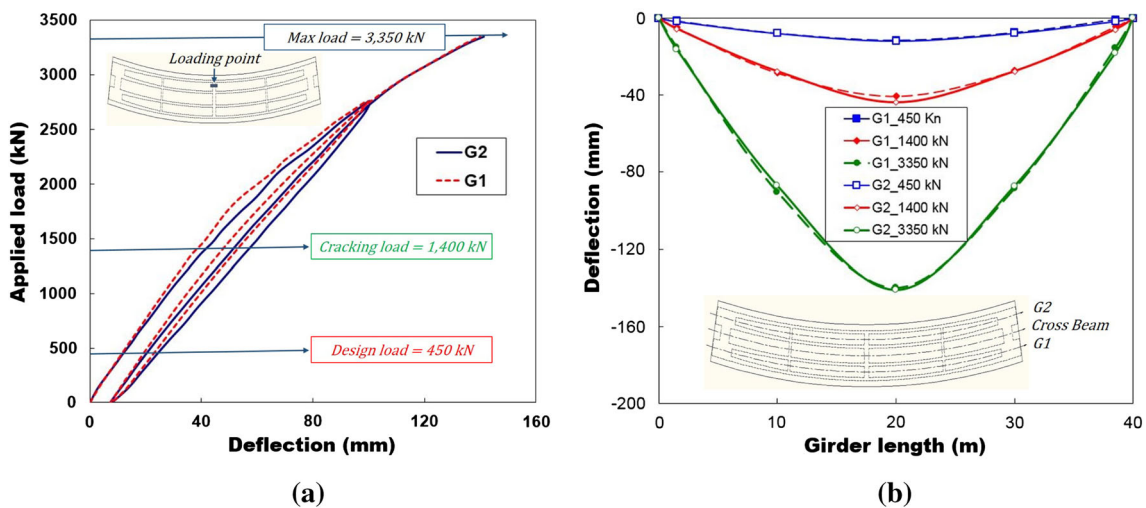 3500
3000
2500
2000
1500
1000
500
0
Applied load (kN)
0
40
80
120
160
Deflection (mm)
Max load = 3,350 kN
Loading point
G2
G1
Cracking load = 1,400 kN
Design load = 450 kN
(a)
0
-40
-80
-120
-160
-200
Deflection (mm)
0
10
20
30
40
Girder length (m)
G1_450 Kn
G1_1400 kN
G1_3350 kN
G2_450 kN
G2_1400 kN
G2_3350 kN
G2
Cross Beam
G1
(b)